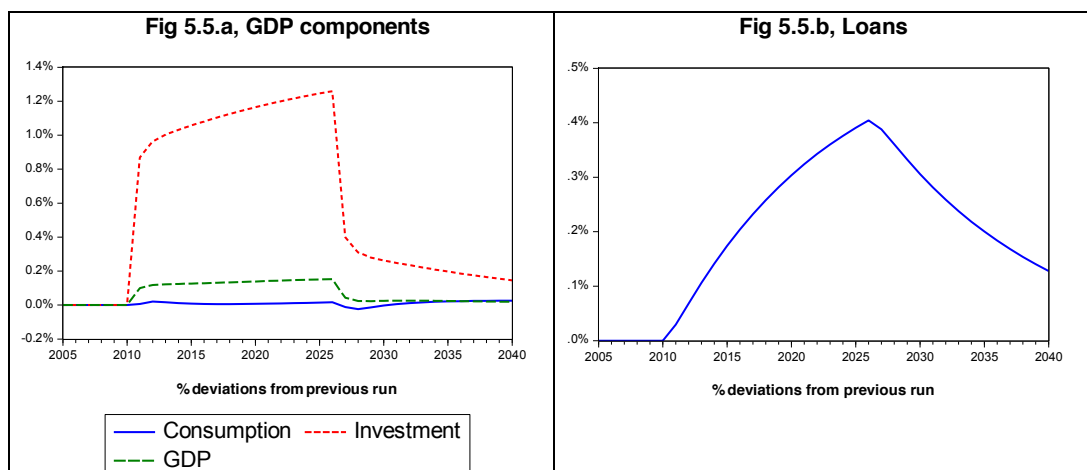 Fig 5.5.a, GDP components
1.4%
1.2%
1.0%
0.8%
0.6%
0.4%
0.2%
0.0%
-0.2%
2005 2010 2015 2020 2025 2030 2035 2040
% deviations from previous run
Consumption Investment
GDP
Fig 5.5.b, Loans
.5%
.4%
.3%
.2%
.1%
.0%
2005 2010 2015 2020 2025 2030 2035 2040
% deviations from previous run